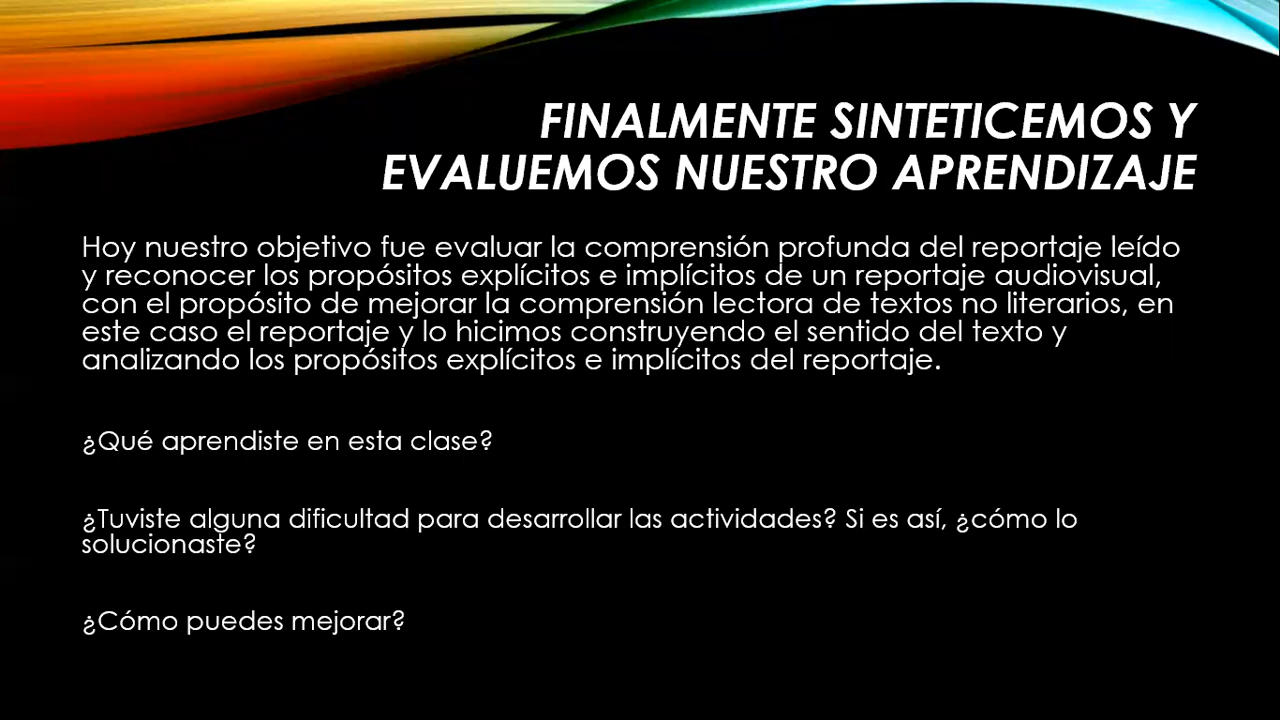 FINALMENTE SINTETICEMOS Y
EVALUEMOS NUESTRO APRENDIZAJE
Hoy nuestro objetivo fue evaluar la comprensión profunda del reportaje leído
y reconocer los propósitos explícitos e implícitos de un reportaje audiovisual,
con el propósito de mejorar la comprensión lectora de textos no literarios, en
este caso el reportaje y lo hicimos construyendo el sentido del texto y
analizando los propósitos explícitos e implícitos del reportaje.
¿Qué aprendiste en esta clase?
¿Tuviste alguna dificultad para desarrollar las actividades? Si es así, ¿cómo lo
solucionaste?
¿Cómo puedes mejorar?